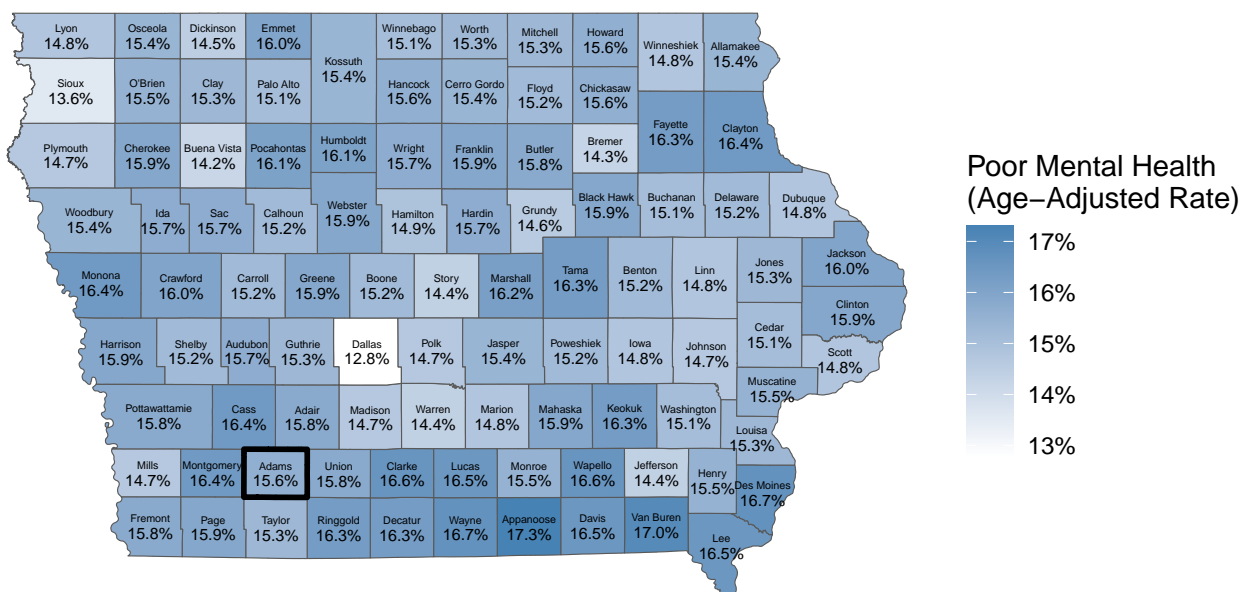 Lyon
14.8%
Osceola
15.4%
Dickinson
14.5%
Emmet
16.0%
Kossuth
15.4%
Winnebago
15.1%
Worth
15.3%
Mitchell
15.3%
Howard
15.6%
Winneshiek
14.8%
Allamakee
15.4%
Sioux
13.6%
O'Brien
15.5%
Clay
15.3%
Palo Alto
15.1%
Hancock
15.6%
Cerro Gordo
15.4%
Floyd
15.2%
Chickasaw
15.6%
Fayette
16.3%
Clayton
16.4%
Plymouth
14.7%
Cherokee
15.9%
Buena Vista
14.2%
Pocahontas
16.1%
Humboldt
16.1%
Wright
15.7%
Franklin
15.9%
Butler
15.8%
Bremer
14.3%
Woodbury
15.4%
Ida
15.7%
Sac
15.7%
Calhoun
15.2%
Webster
15.9%
Hamilton
14.9%
Hardin
15.7%
Grundy
14.6%
Black Hawk
15.9%
Buchanan
15.1%
Delaware
15.2%
Dubuque
14.8%
Monona
16.4%
Crawford
16.0%
Carroll
15.2%
Greene
15.9%
Boone
15.2%
Story
14.4%
Marshall
16.2%
Tama
16.3%
Benton
15.2%
Linn
14.8%
Jones
15.3%
Jackson
16.0%
Clinton
15.9%
Harrison
15.9%
Shelby
15.2%
Audubon
15.7%
Guthrie
15.3%
Dallas
12.8%
Polk
14.7%
Jasper
15.4%
Poweshiek
15.2%
Iowa
14.8%
Johnson
14.7%
Cedar
15.1%
Scott
14.8%
Muscatine
15.5%
Pottawattamie
15.8%
Cass
16.4%
Adair
15.8%
Madison
14.7%
Warren
14.4%
Marion
14.8%
Mahaska
15.9%
Keokuk
16.3%
Washington
15.1%
Louisa
15.3%
Mills
14.7%
Montgomery
16.4%
Adams
15.6%
Union
15.8%
Clarke
16.6%
Lucas
16.5%
Monroe
15.5%
Wapello
16.6%
Jefferson
14.4%
Henry
15.5%
Des Moines
16.7%
Fremont
15.8%
Page
15.9%
Taylor
15.3%
Ringgold
16.3%
Decatur
16.3%
Wayne
16.7%
Appanoose
17.3%
Davis
16.5%
Van Buren
17.0%
Lee
16.5%
Poor Mental Health
(Age−Adjusted Rate)
17%
16%
15%
14%
13%